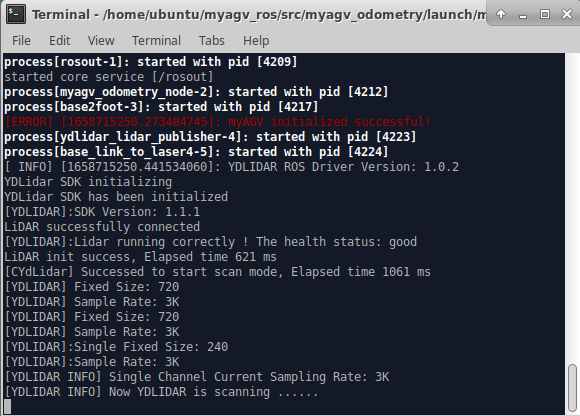 Terminal - /home/ubuntu/myagv_ros/src/myagv_odometry/launch/m
File Edit View Terminal Tabs Help
process[rosout-1]: started with pid [4209]
started core service [/rosout]
process[myagv_odometry_node-2]: started with pid [4212]
process[base2foot-3]: started with pid [4217]
[ERROR] [1658715250.273484745]: myAGV initialized successful!
process[ydlidar_lidar_publisher-4]: started with pid [4223]
process[base_link_to_laser4-5]: started with pid [4224]
[ INFO] [1658715250.441534060]: YDLIDAR ROS Driver Version: 1.0.2
YDLidar SDK initializing
YDLidar SDK has been initialized
[YDLIDAR]:SDK Version: 1.1.1
LiDAR successfully connected
[YDLIDAR]:Lidar running correctly ! The health status: good
LiDAR init success, Elapsed time 621 ms
[CYdLidar] Successed to start scan mode, Elapsed time 1061 ms
[YDLIDAR] Fixed Size: 720
[YDLIDAR] Sample Rate: 3K
[YDLIDAR] Fixed Size: 720
[YDLIDAR] Sample Rate: 3K
[YDLIDAR]:Single Fixed Size: 240
[YDLIDAR]:Sample Rate: 3K
[YDLIDAR INFO] Single Channel Current Sampling Rate: 3K
[YDLIDAR INFO] Now YDLIDAR is scanning ......